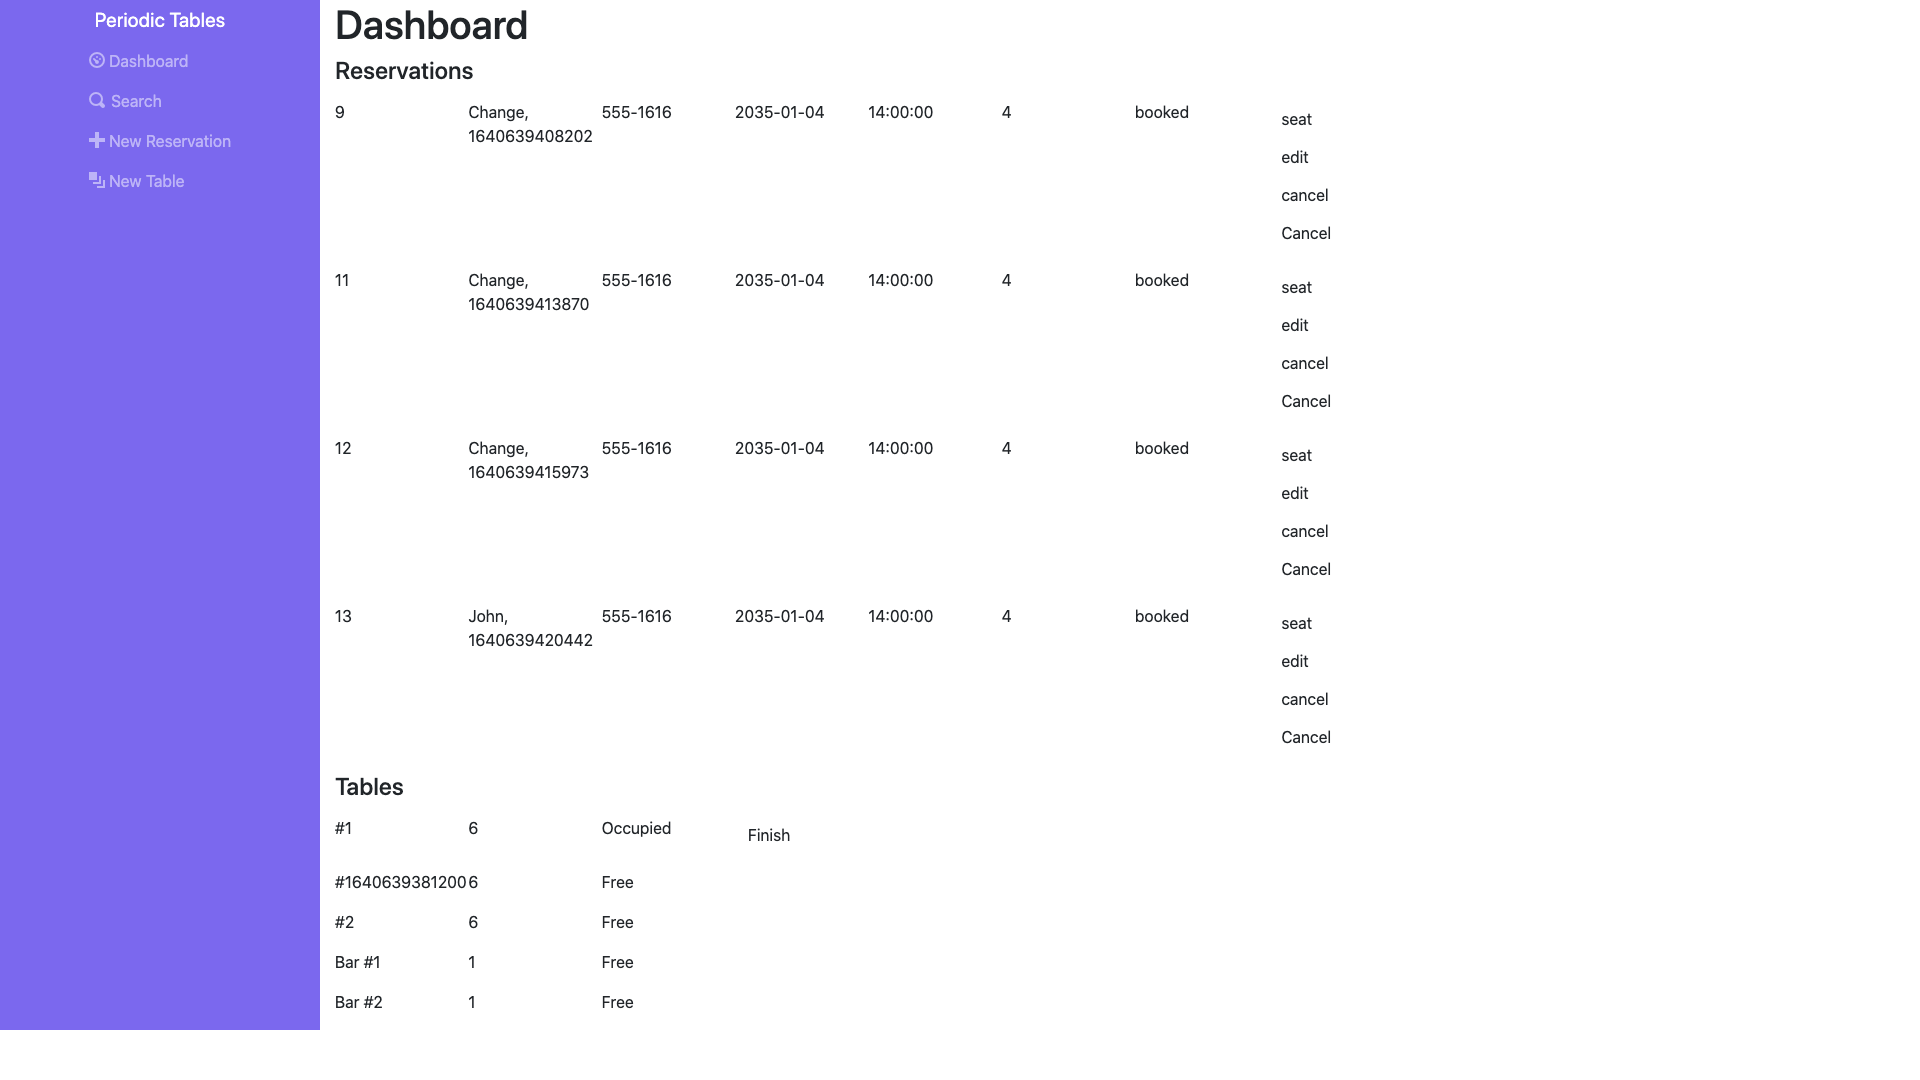 Periodic Tables
Dashboard
Search
New Reservation
New Table
Dashboard
Reservations
9 Change, 555-1616 2035-01-04 14:00:00 4 booked seat
1640639408202
edit
cancel
Cancel
11 Change, 555-1616 2035-01-04 14:00:00 4 booked seat
1640639413870
edit
cancel
Cancel
12 Change, 555-1616 2035-01-04 14:00:00 4 booked seat
1640639415973
edit
cancel
Cancel
13 John, 555-1616 2035-01-04 14:00:00 4 booked seat
1640639420442
edit
cancel
Cancel
Tables
#1 6 Occupied Finish
#1640639381200 6 Free
#2 6 Free
Bar #1 1 Free
Bar #2 1 Free